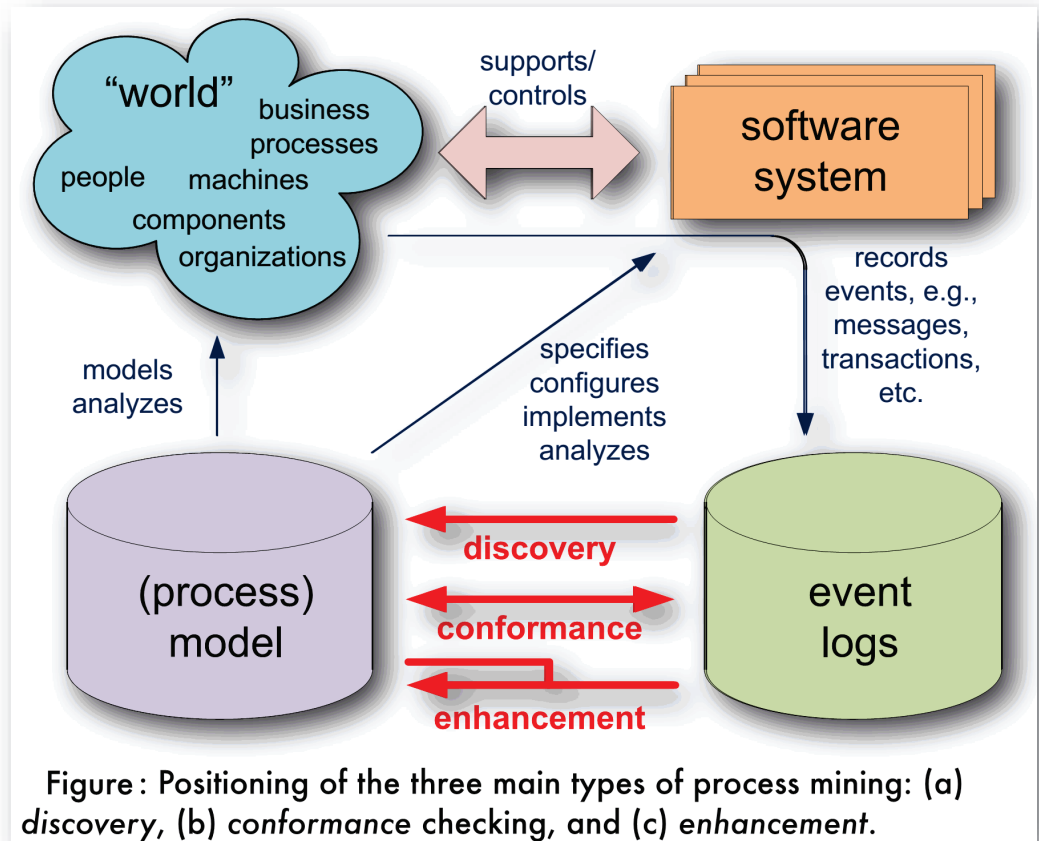 "world"
business
processes
people
machines
components
organizations
supports/
controls
software
system
records
events, e.g.,
messages,
transactions,
etc.
models
analyzes
specifies
configures
implements
analyzes
(process)
model
discovery
conformance
enhancement
event
logs
Figure: Positioning of the three main types of process mining: (a)
discovery, (b) conformance checking, and (c) enhancement.